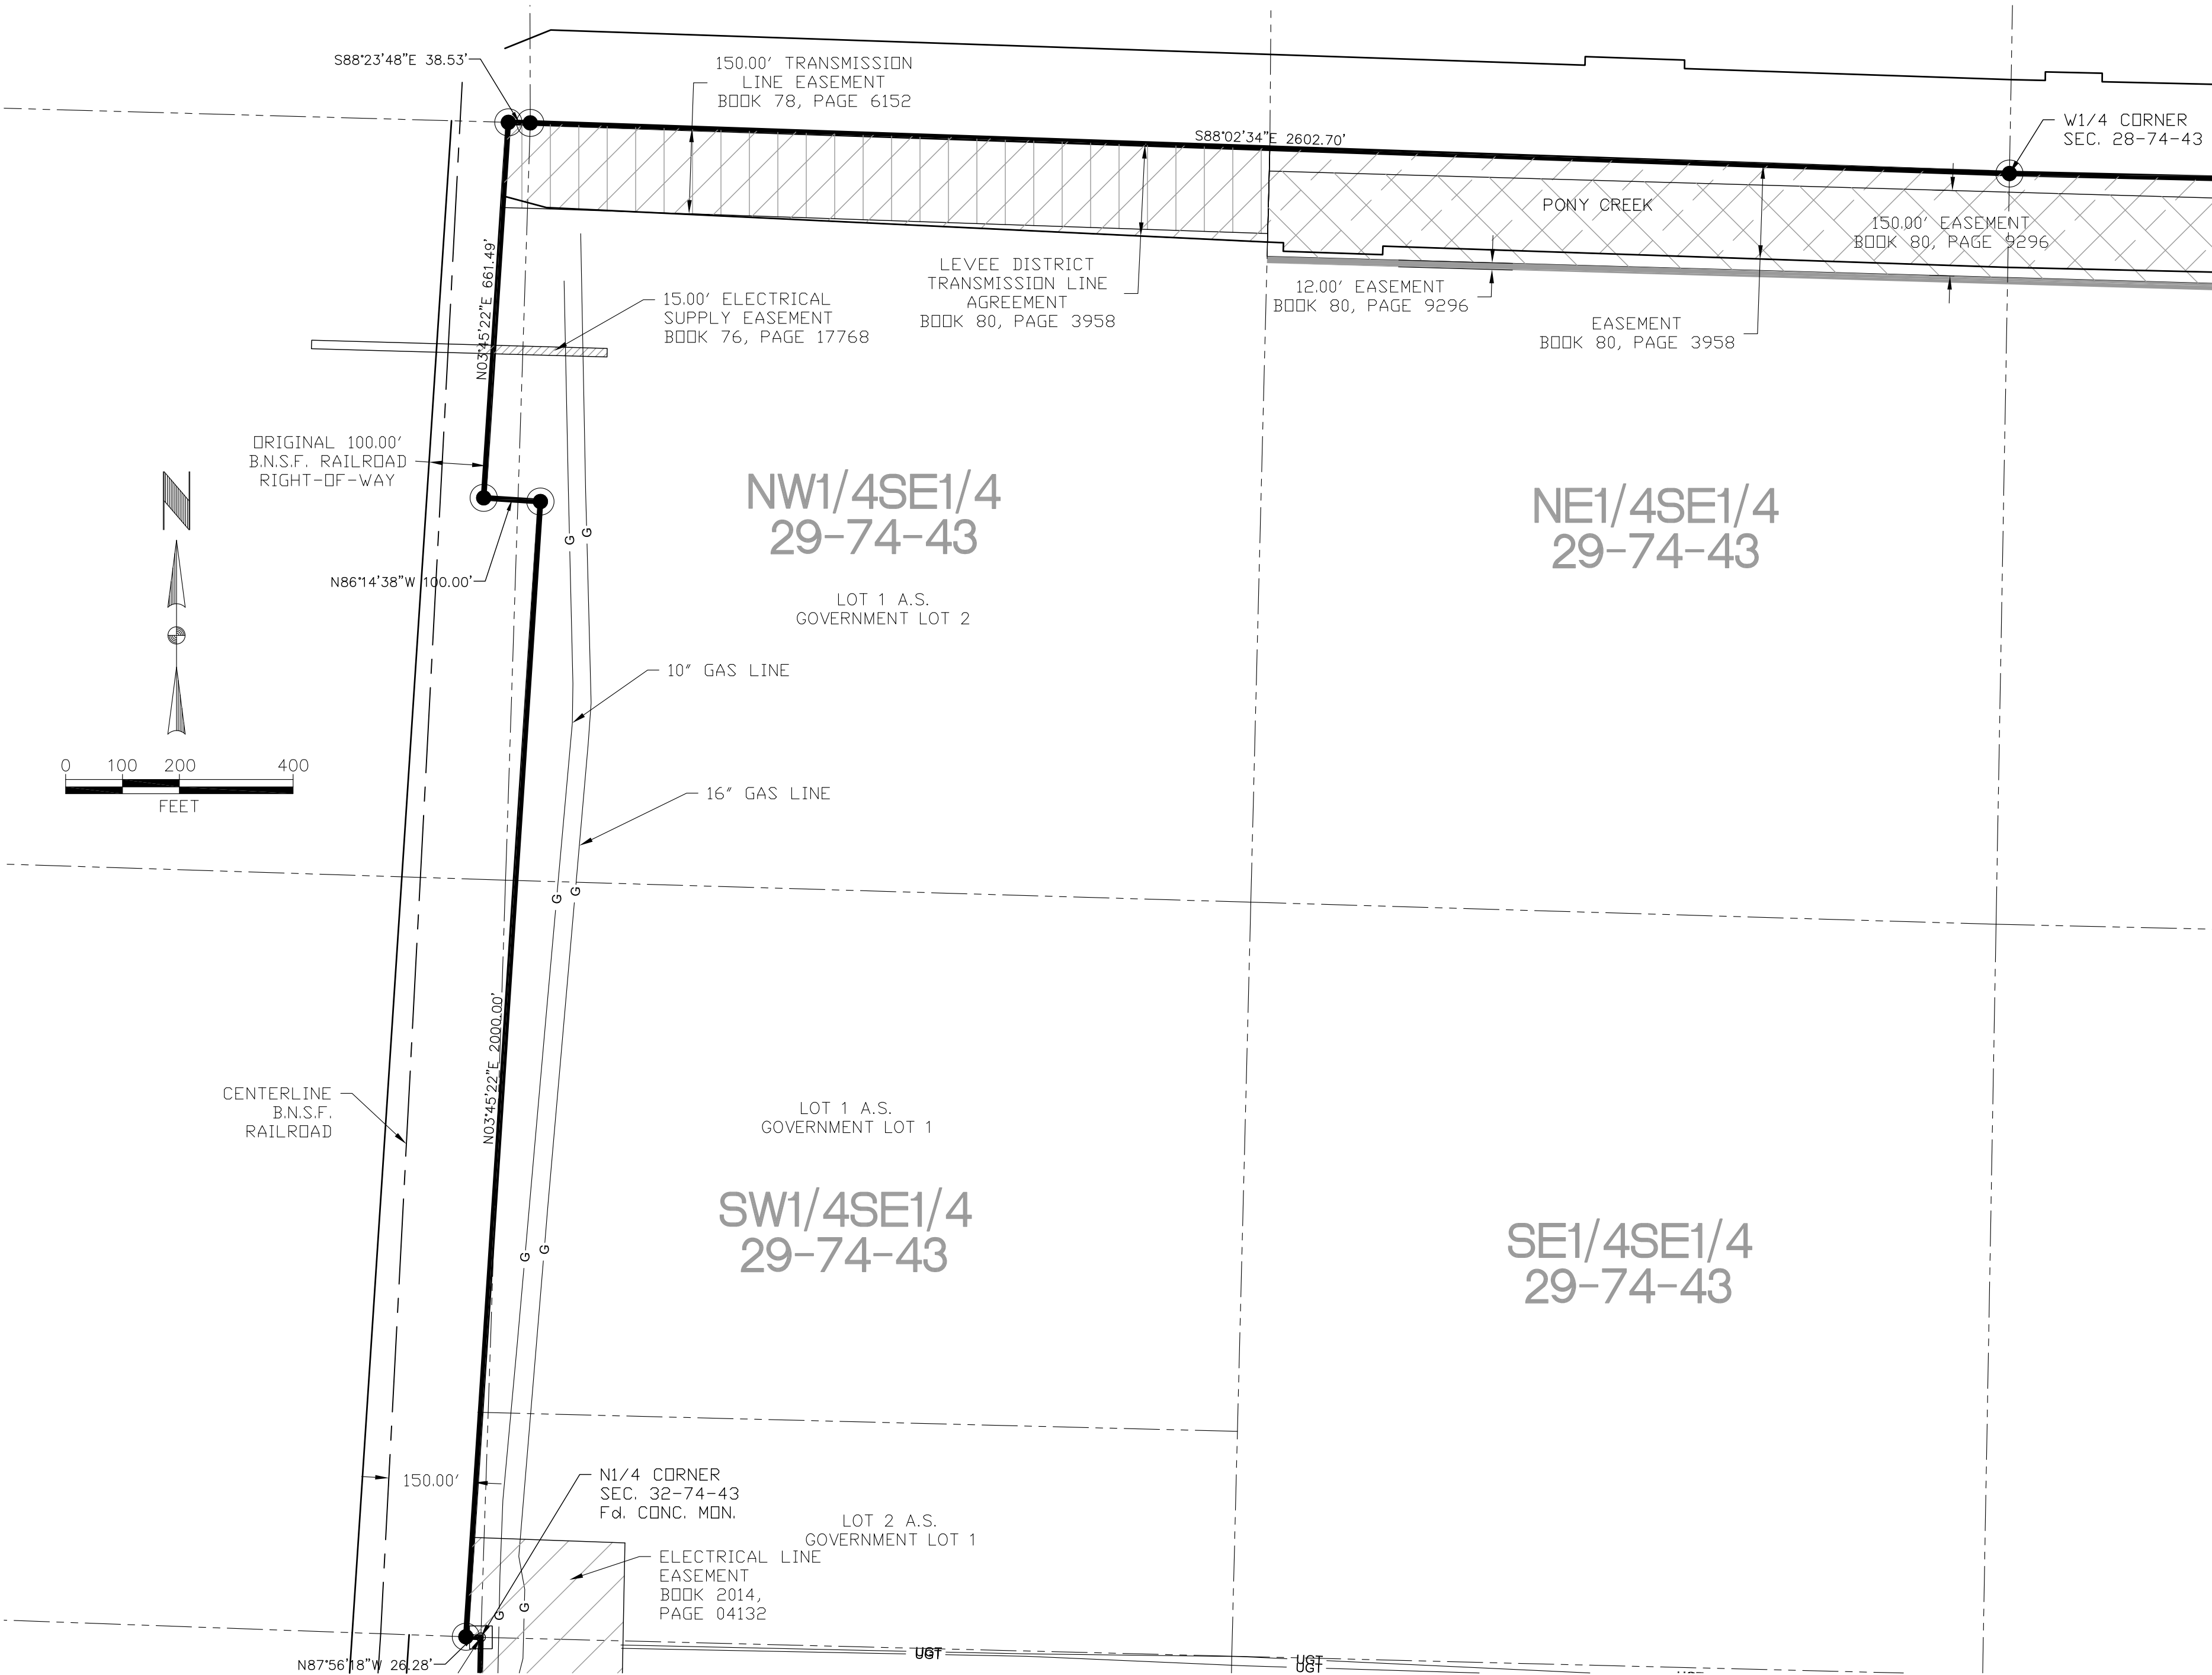 S88°23'48"E 38.53'
150.00' TRANSMISSION
LINE EASEMENT
BOOK 78, PAGE 6152
S88°02'34"E 2602.70'
W1/4 CORNER
SEC. 28-74-43
PONY CREEK
150.00' EASEMENT
BOOK 80, PAGE 9296
N03°45'22"E 661.49'
LEVEE DISTRICT
TRANSMISSION LINE
AGREEMENT
BOOK 80, PAGE 3958
12.00' EASEMENT
BOOK 80, PAGE 9296
EASEMENT
BOOK 80, PAGE 3958
15.00' ELECTRICAL
SUPPLY EASEMENT
BOOK 76, PAGE 17768
ORIGINAL 100.00'
B.N.S.F. RAILROAD
RIGHT-OF-WAY
N
NW1/4SE1/4
29-74-43
NE1/4SE1/4
29-74-43
G
G
N86°14'38"W 100.00'
LOT 1 A.S.
GOVERNMENT LOT 2
10" GAS LINE
0 100 200 400
FEET
16" GAS LINE
G
G
N03°45'22"E 2000.00'
CENTERLINE
B.N.S.F.
RAILROAD
LOT 1 A.S.
GOVERNMENT LOT 1
SW1/4SE1/4
29-74-43
SE1/4SE1/4
29-74-43
G
G
150.00'
N1/4 CORNER
SEC. 32-74-43
Fd. CONC. MON.
LOT 2 A.S.
GOVERNMENT LOT 1
ELECTRICAL LINE
EASEMENT
BOOK 2014,
PAGE 04132
G
G
N87°56'18"W 26.28'
UGT
UGT
UGT
UGT